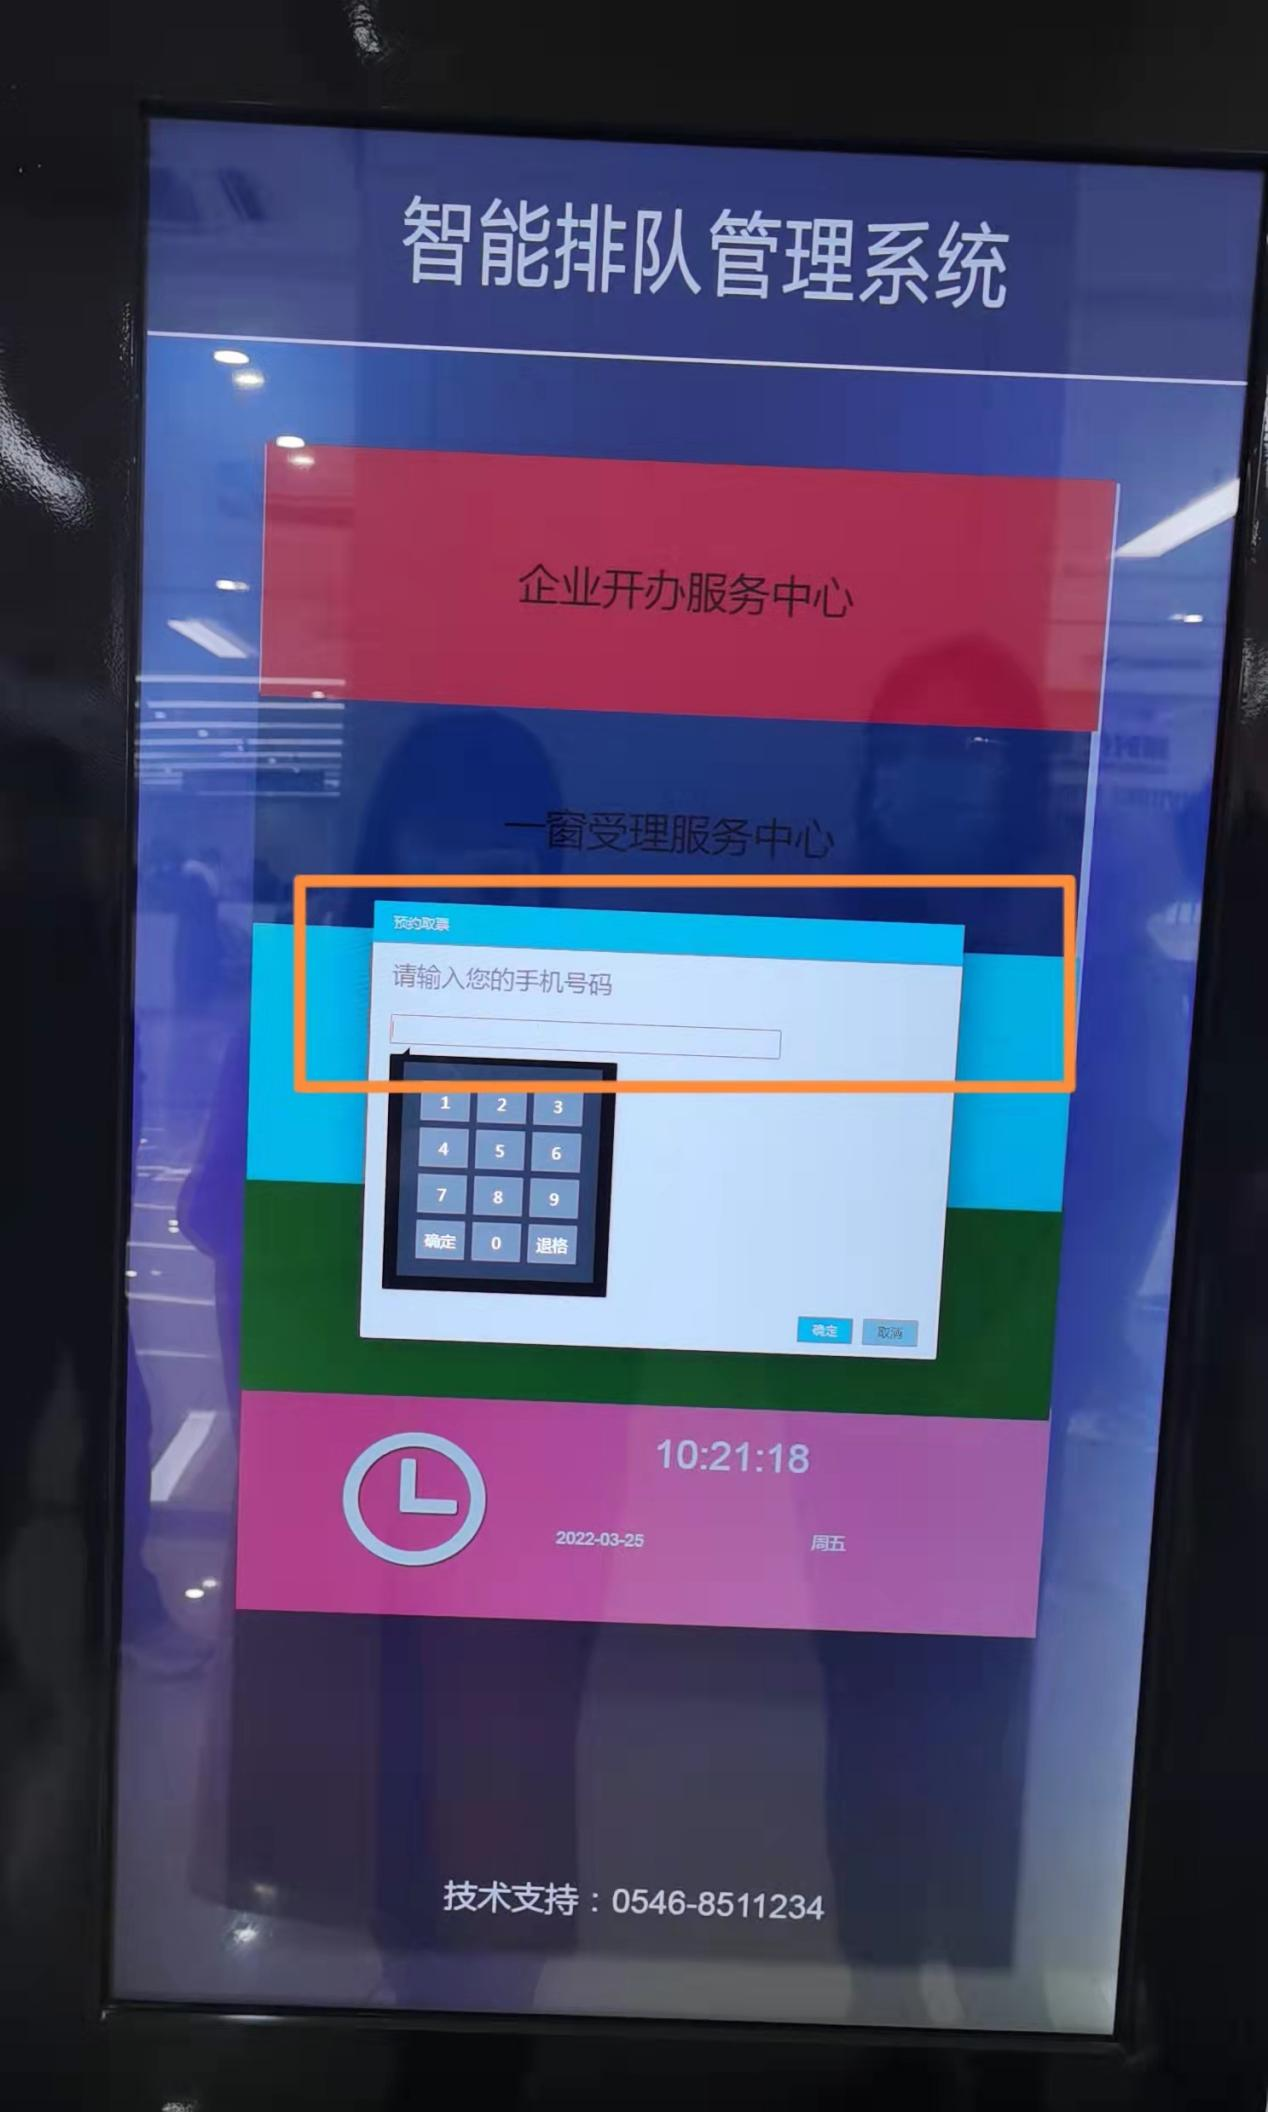 智能排队管理系统
企业开办服务中心
一窗受理服务中心
预约取票
请输入您的手机号码
1 2 3
4 5 6
7 8 9
确定 0 退格
确定 取消
10:21:18
2022-03-25 周五
技术支持：0546-8511234